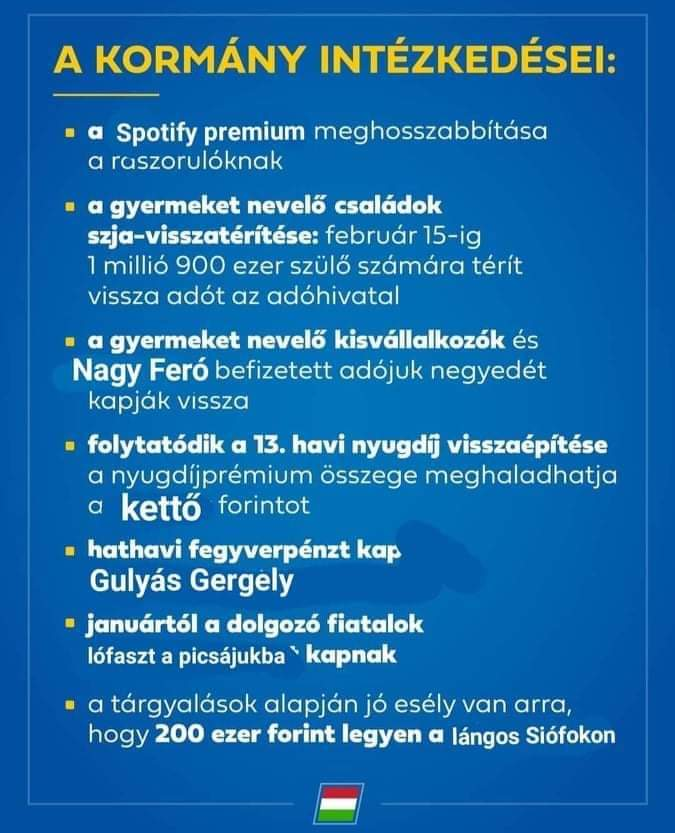 A KORMÁNY INTÉZKEDÉSEI:
▪ a Spotify premium meghosszabbítása
a raszorulóknak
▪ a gyermeket nevelő családok
szja-visszatérítése: február 15-ig
1 millió 900 ezer szülő számára térít
vissza adót az adóhivatal
▪ a gyermeket nevelő kisvállalkozók és
Nagy Feró befizetett adójuk negyedét
kapják vissza
▪ folytatódik a 13. havi nyugdíj visszaépítése
a nyugdíjprémium összege meghaladhatja
a kettő forintot
▪ hathavi fegyverpénzt kap
Gulyás Gergely
▪ januártól a dolgozó fiatalok
lófaszt a picsájukba kapnak
▪ a tárgyalások alapján jó esély van arra,
hogy 200 ezer forint legyen a lángos Siófokon